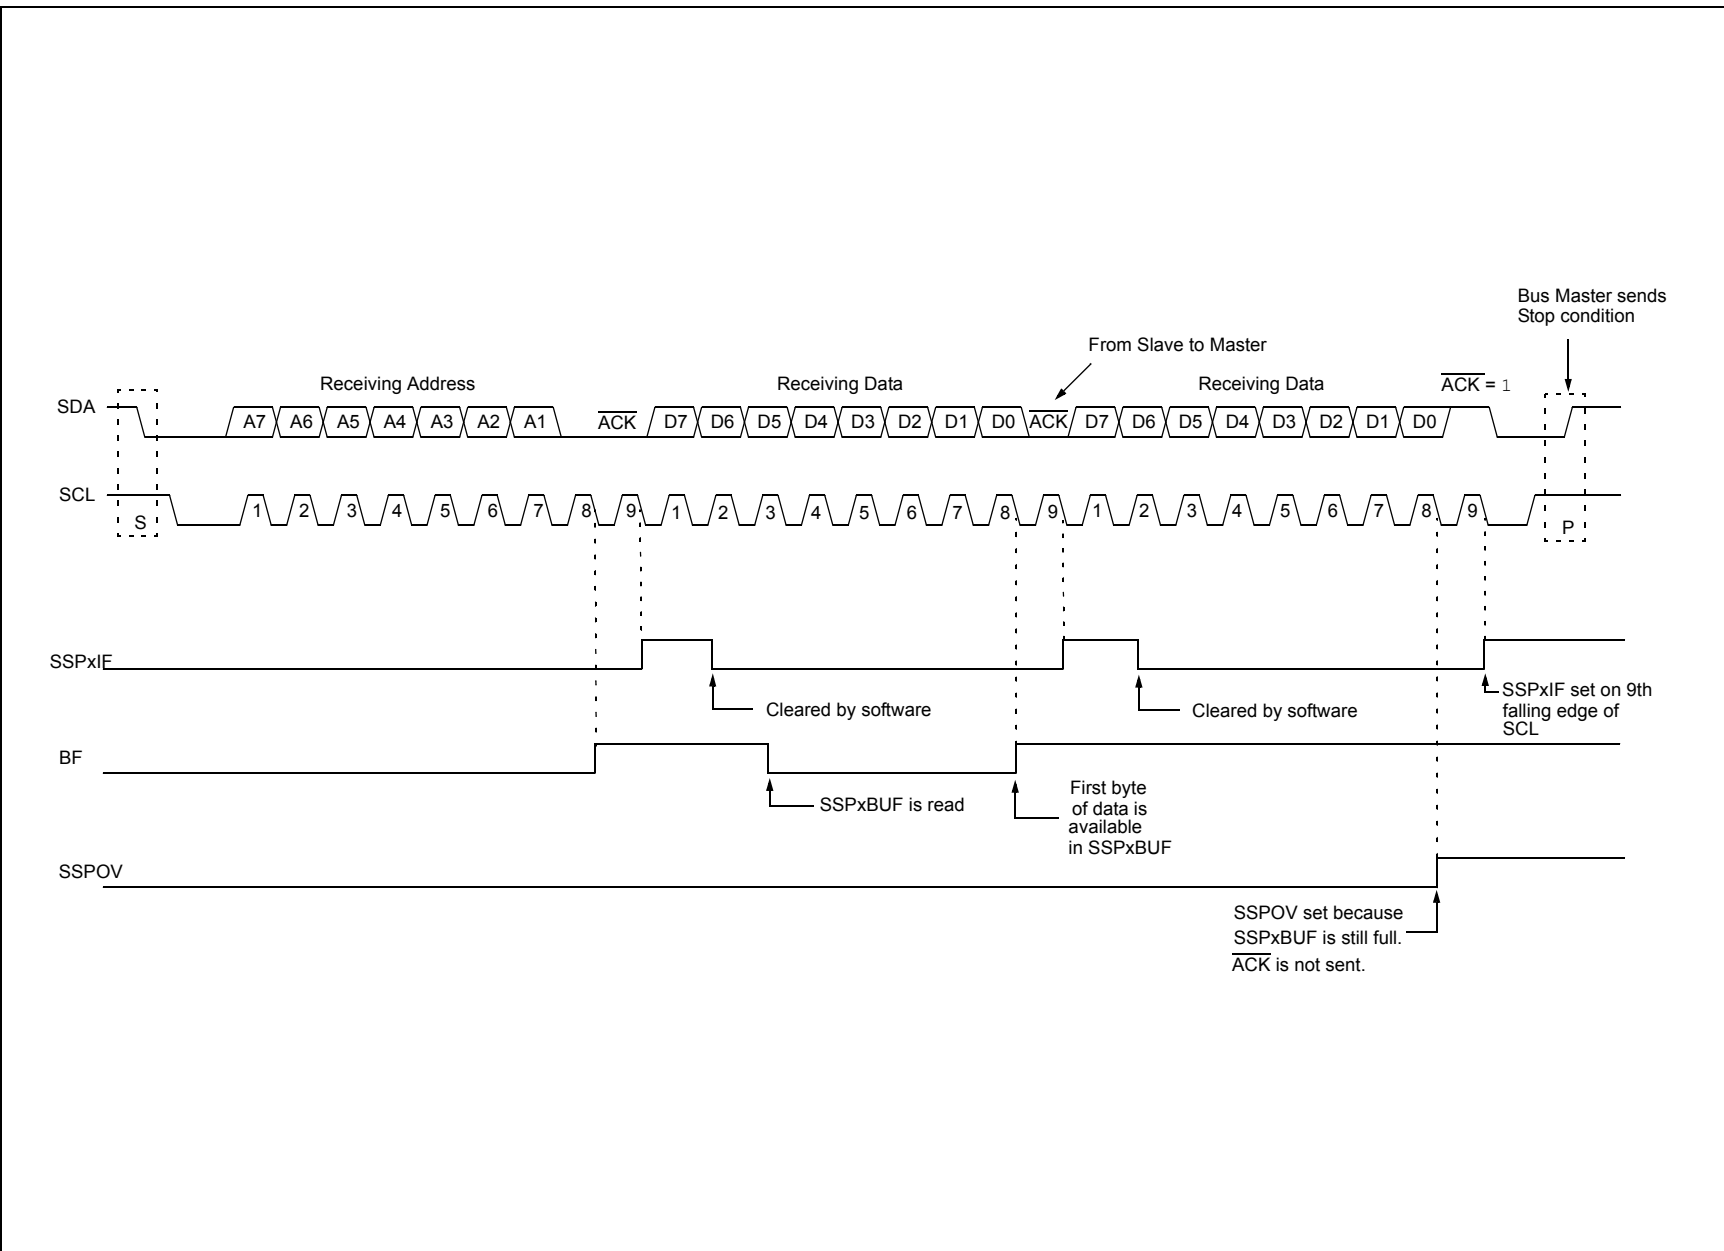 Bus Master sends
Stop condition
From Slave to Master
Receiving Address
Receiving Data
Receiving Data
ACK = 1
SDA
A7 A6 A5 A4 A3 A2 A1 ACK D7 D6 D5 D4 D3 D2 D1 D0 ACK D7 D6 D5 D4 D3 D2 D1 D0
SCL
S
1 2 3 4 5 6 7 8 9 1 2 3 4 5 6 7 8 9 1 2 3 4 5 6 7 8 9
P
SSPxIF
Cleared by software
Cleared by software
SSPxIF set on 9th
falling edge of
SCL
BF
SSPxBUF is read
First byte
of data is
available
in SSPxBUF
SSPOV
SSPOV set because
SSPxBUF is still full.
ACK is not sent.